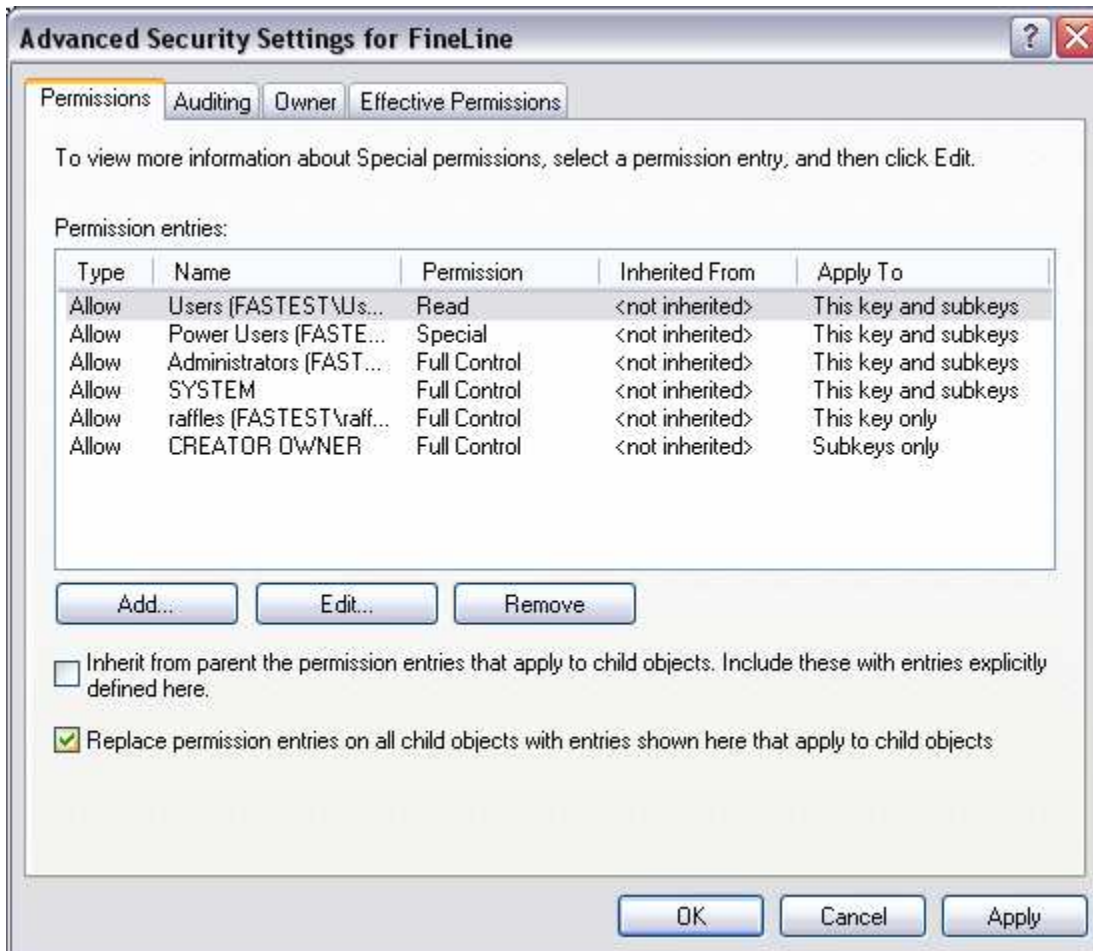 Advanced Security Settings for FineLine
Permissions Auditing Owner Effective Permissions
To view more information about Special permissions, select a permission entry, and then click Edit.
Permission entries:
Type Name Permission Inherited From Apply To
Allow Users (FASTEST\Us... Read <not inherited> This key and subkeys
Allow Power Users (FASTE... Special <not inherited> This key and subkeys
Allow Administrators (FAST... Full Control <not inherited> This key and subkeys
Allow SYSTEM Full Control <not inherited> This key and subkeys
Allow raffles (FASTEST\raff... Full Control <not inherited> This key only
Allow CREATOR OWNER Full Control <not inherited> Subkeys only
Add... Edit... Remove
Inherit from parent the permission entries that apply to child objects. Include these with entries explicitly
defined here.
Replace permission entries on all child objects with entries shown here that apply to child objects
OK Cancel Apply